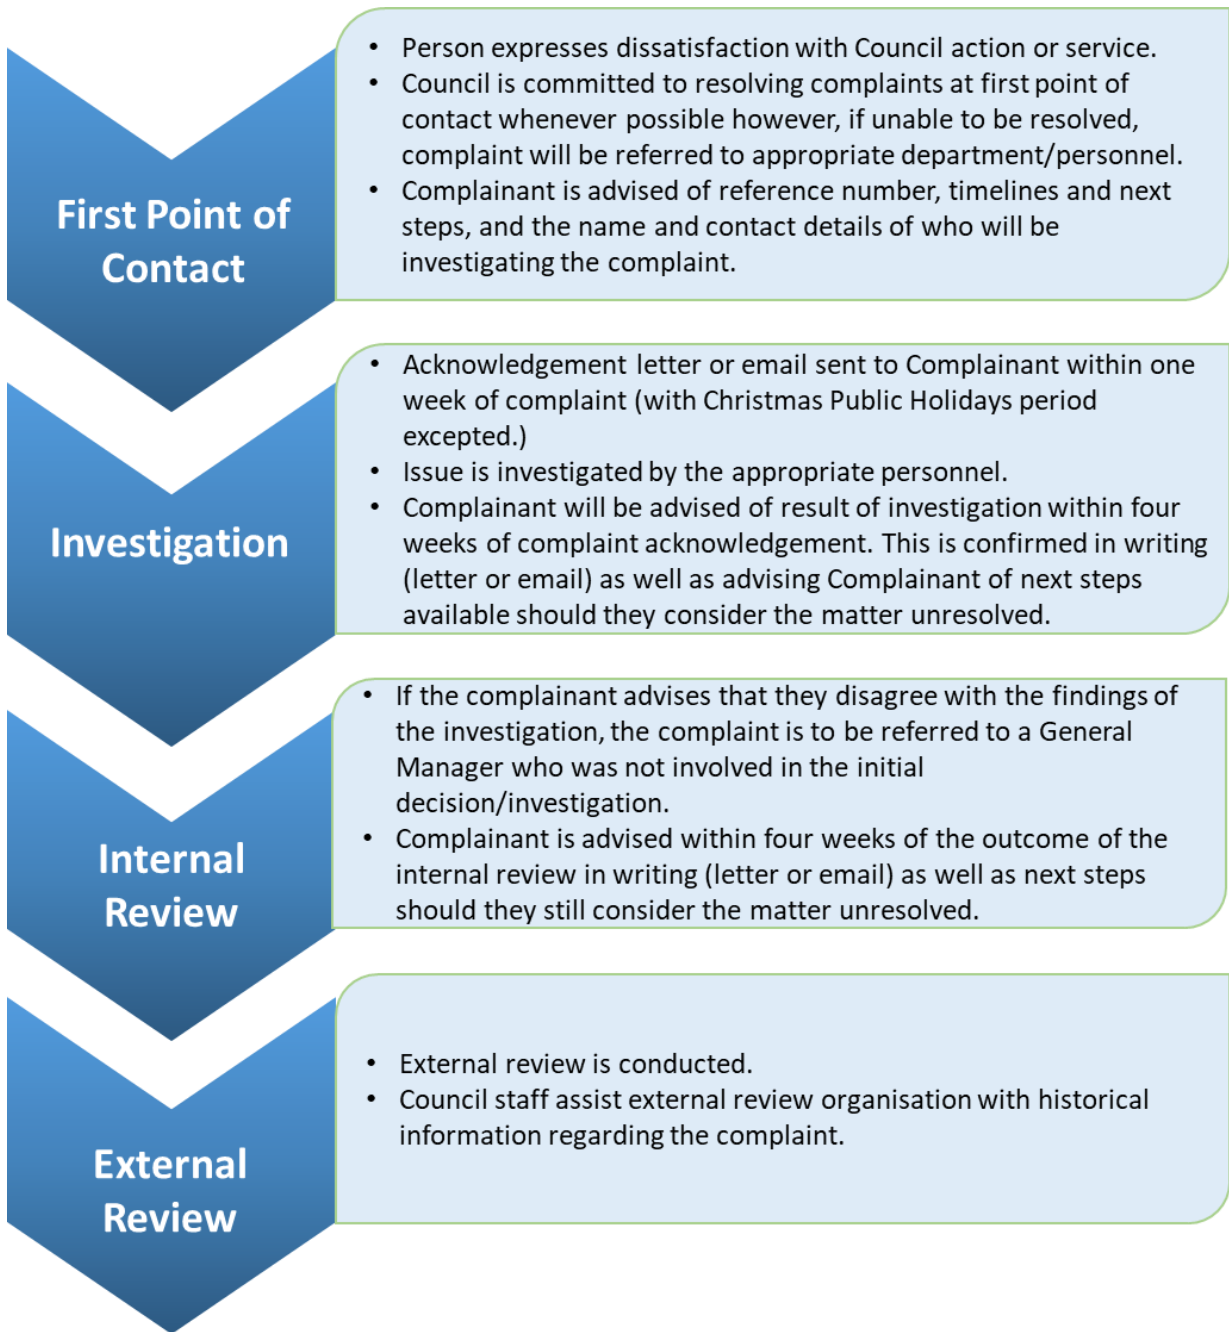 First Point of
Contact
• Person expresses dissatisfaction with Council action or service.
• Council is committed to resolving complaints at first point of
contact whenever possible however, if unable to be resolved,
complaint will be referred to appropriate department/personnel.
• Complainant is advised of reference number, timelines and next
steps, and the name and contact details of who will be
investigating the complaint.
Investigation
• Acknowledgement letter or email sent to Complainant within one
week of complaint (with Christmas Public Holidays period
excepted.)
• Issue is investigated by the appropriate personnel.
• Complainant will be advised of result of investigation within four
weeks of complaint acknowledgement. This is confirmed in writing
(letter or email) as well as advising Complainant of next steps
available should they consider the matter unresolved.
Internal
Review
• If the complainant advises that they disagree with the findings of
the investigation, the complaint is to be referred to a General
Manager who was not involved in the initial
decision/investigation.
• Complainant is advised within four weeks of the outcome of the
internal review in writing (letter or email) as well as next steps
should they still consider the matter unresolved.
External
Review
• External review is conducted.
• Council staff assist external review organisation with historical
information regarding the complaint.